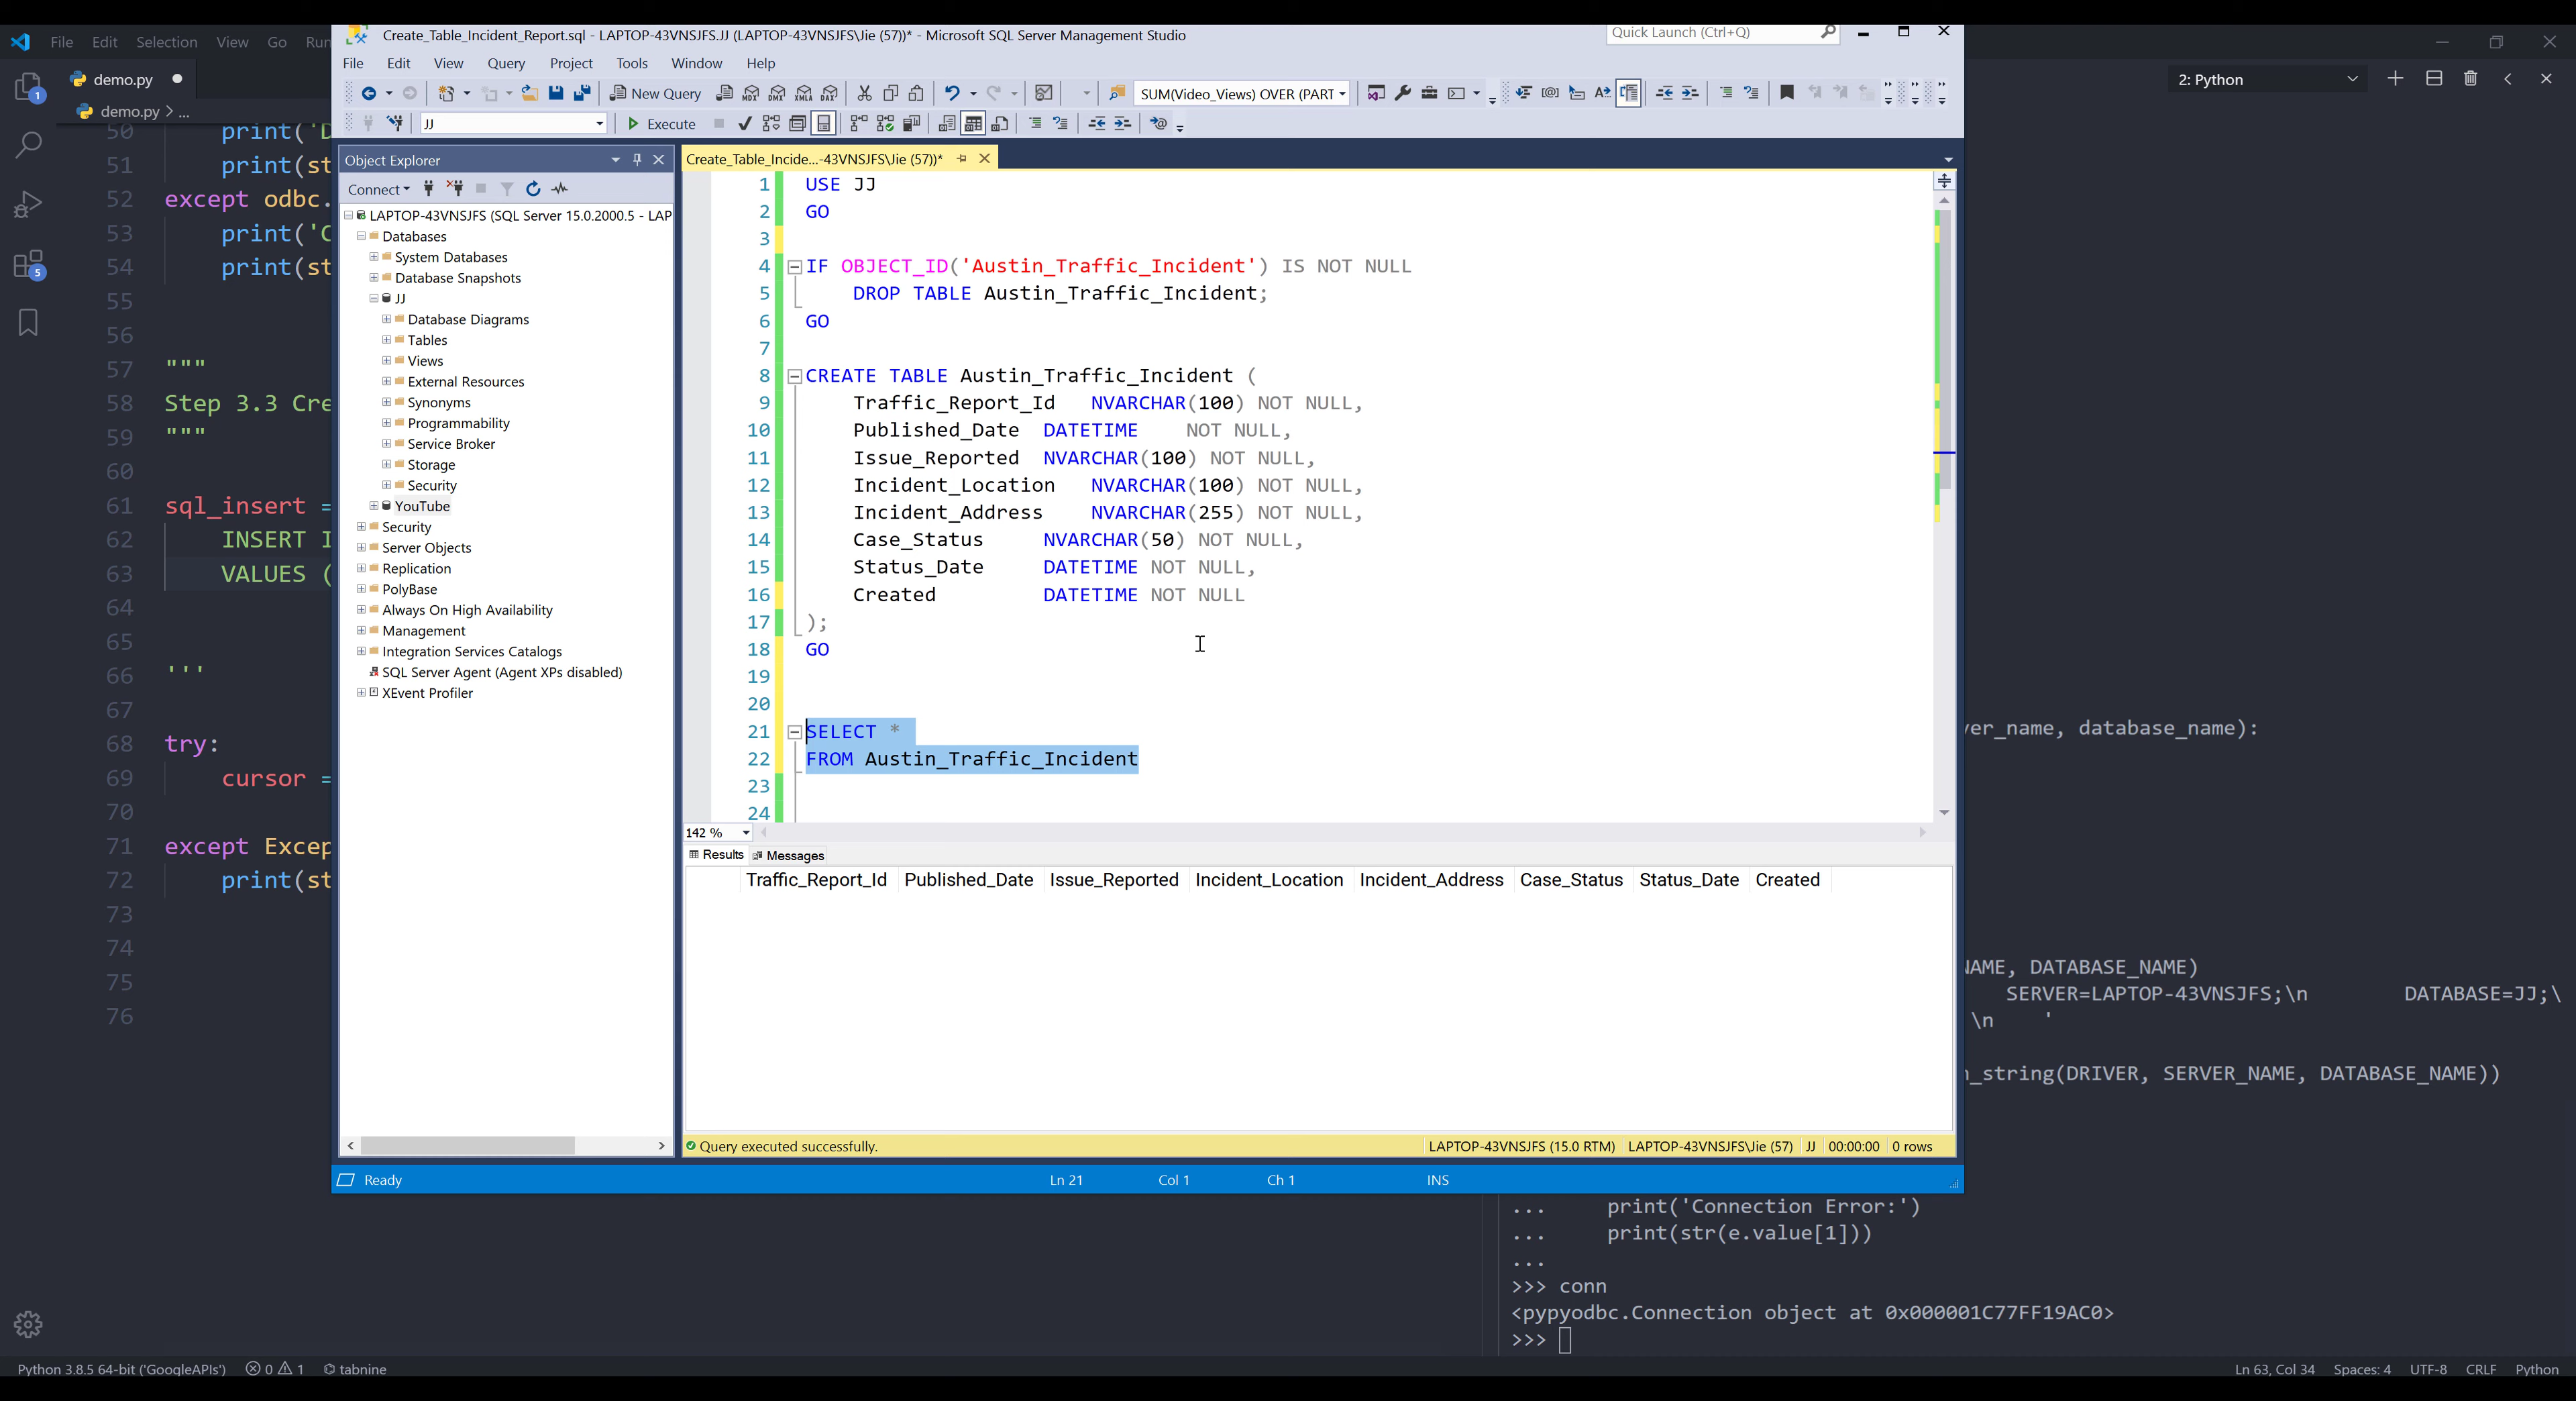 File Edit Selection View Go Run
demo.py
demo.py > ...
2: Python
50 print('D
51 print(st
52 except odbc.
53 print('C
54 print(st
55
56
57 """
58 Step 3.3 Cre
59 """
60
61 sql_insert =
62 INSERT I
63 VALUES (
64
65
66 '''
67
68 try:
69 cursor =
70
71 except Excep
72 print(st
73
74
75
76
Create_Table_Incident_Report.sql - LAPTOP-43VNSJFS.JJ (LAPTOP-43VNSJFS\Jie (57))* - Microsoft SQL Server Management Studio
Quick Launch (Ctrl+Q)
File Edit View Query Project Tools Window Help
New Query MDX DMX XMLA DAX SUM(Video_Views) OVER (PART
JJ Execute
Object Explorer
Connect
LAPTOP-43VNSJFS (SQL Server 15.0.2000.5 - LAP
Databases
System Databases
Database Snapshots
JJ
Database Diagrams
Tables
Views
External Resources
Synonyms
Programmability
Service Broker
Storage
Security
YouTube
Security
Server Objects
Replication
PolyBase
Always On High Availability
Management
Integration Services Catalogs
SQL Server Agent (Agent XPs disabled)
XEvent Profiler
Create_Table_Incide...-43VNSJFS\Jie (57))*
1 USE JJ
2 GO
3
4 IF OBJECT_ID('Austin_Traffic_Incident') IS NOT NULL
5 DROP TABLE Austin_Traffic_Incident;
6 GO
7
8 CREATE TABLE Austin_Traffic_Incident (
9 Traffic_Report_Id NVARCHAR(100) NOT NULL,
10 Published_Date DATETIME NOT NULL,
11 Issue_Reported NVARCHAR(100) NOT NULL,
12 Incident_Location NVARCHAR(100) NOT NULL,
13 Incident_Address NVARCHAR(255) NOT NULL,
14 Case_Status NVARCHAR(50) NOT NULL,
15 Status_Date DATETIME NOT NULL,
16 Created DATETIME NOT NULL
17 );
18 GO
19
20
21 SELECT *
22 FROM Austin_Traffic_Incident
23
24
142 %
Results Messages
Traffic_Report_Id Published_Date Issue_Reported Incident_Location Incident_Address Case_Status Status_Date Created
Query executed successfully. LAPTOP-43VNSJFS (15.0 RTM) LAPTOP-43VNSJFS\Jie (57) JJ 00:00:00 0 rows
Ready Ln 21 Col 1 Ch 1 INS
ver_name, database_name):
NAME, DATABASE_NAME)
SERVER=LAPTOP-43VNSJFS;\n DATABASE=JJ;\
\n '
n_string(DRIVER, SERVER_NAME, DATABASE_NAME))
... print('Connection Error:')
... print(str(e.value[1]))
...
>>> conn
<pypyodbc.Connection object at 0x000001C77FF19AC0>
>>>
Python 3.8.5 64-bit ('GoogleAPIs') 0 1 tabnine Ln 63, Col 34 Spaces: 4 UTF-8 CRLF Python